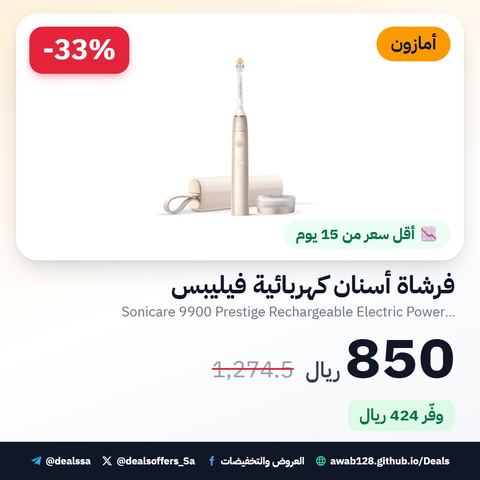 -33%
أمازون
أقل سعر من 15 يوم
فرشاة أسنان كهربائية فيليبس
Sonicare 9900 Prestige Rechargeable Electric Power...
850 ريال 1,274.5
وفّر 424 ريال
@dealssa @dealsoffers_Sa العروض والتخفيضات awab128.github.io/Deals